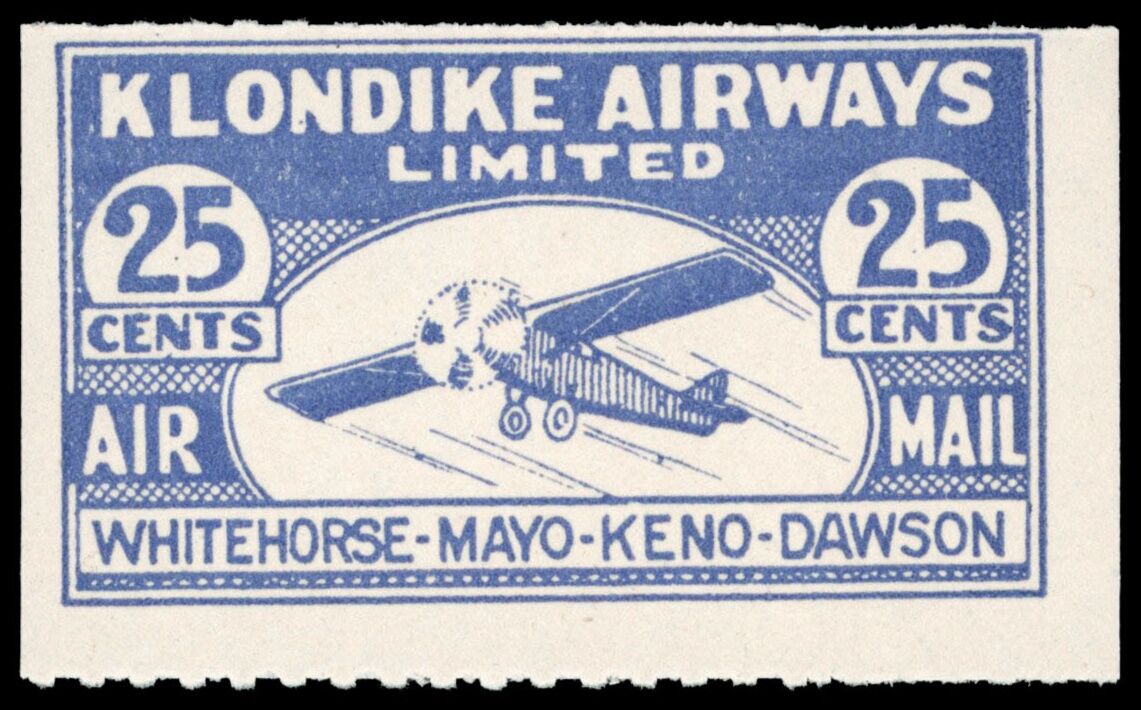 KLONDIKE AIRWAYS
LIMITED
25 CENTS
25 CENTS
AIR MAIL
WHITEHORSE-MAYO-KENO-DAWSON